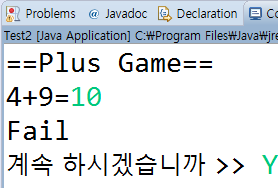 Problems @ Javadoc Declaration Co
Test2 [Java Application] C:₩Program Files₩Java₩jre
==Plus Game==
4+9=10
Fail
계속 하시겠습니까 >> Y